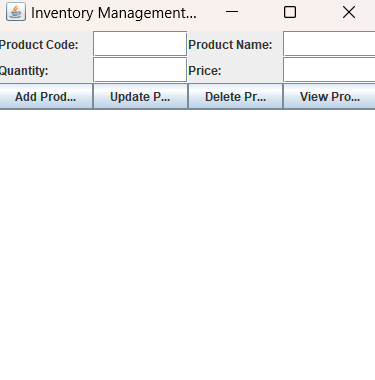 Inventory Management...
Product Code: Product Name:
Quantity: Price:
Add Prod... Update P... Delete Pr... View Pro...